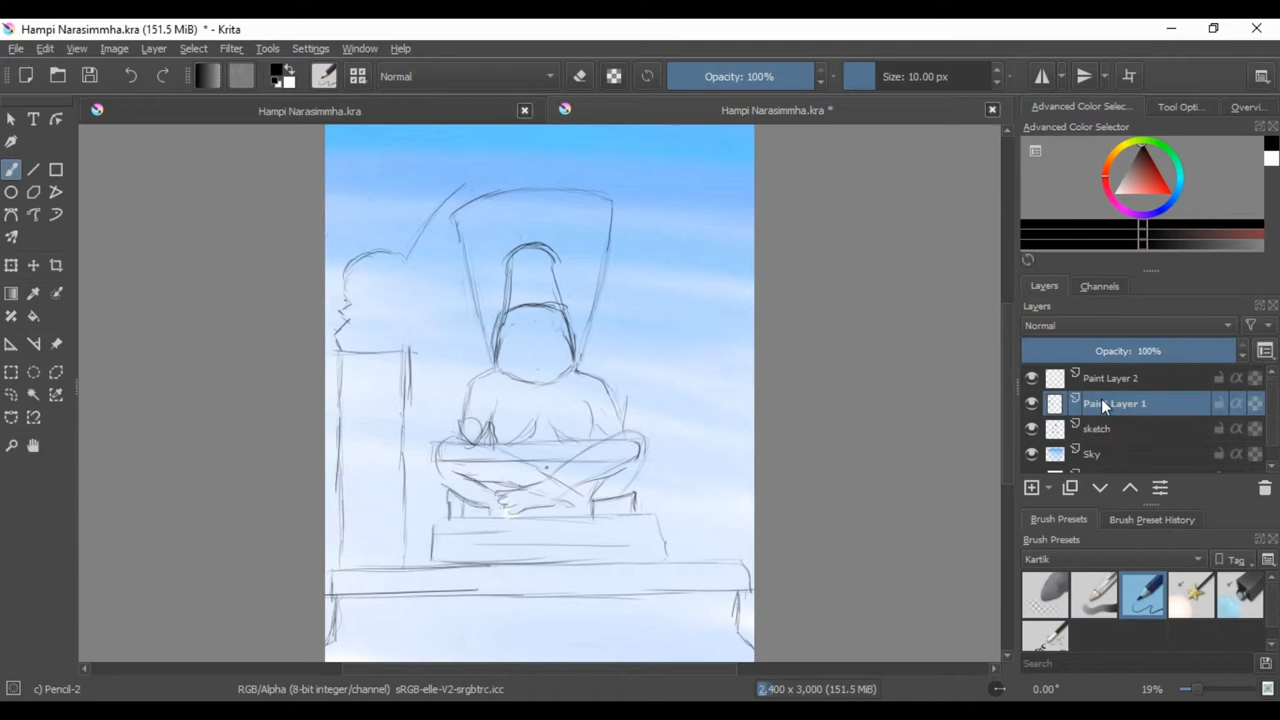 Hampi Narasimmha.kra (151.5 MiB) * - Krita
File Edit View Image Layer Select Filter Tools Settings Window Help
Normal Opacity: 100% Size: 10.00 px
Hampi Narasimmha.kra Hampi Narasimmha.kra * Advanced Color Selec... Tool Opti... Overvi...
Advanced Color Selector
Layers Channels
Layers
Normal
Opacity: 100%
Paint Layer 2
Paint Layer 1
sketch
Sky
Brush Presets Brush Preset History
Brush Presets
Kartik Tag
Search
c) Pencil-2 RGB/Alpha (8-bit integer/channel) sRGB-elle-V2-srgbtrc.icc 2,400 x 3,000 (151.5 MiB) 0.00° 19%